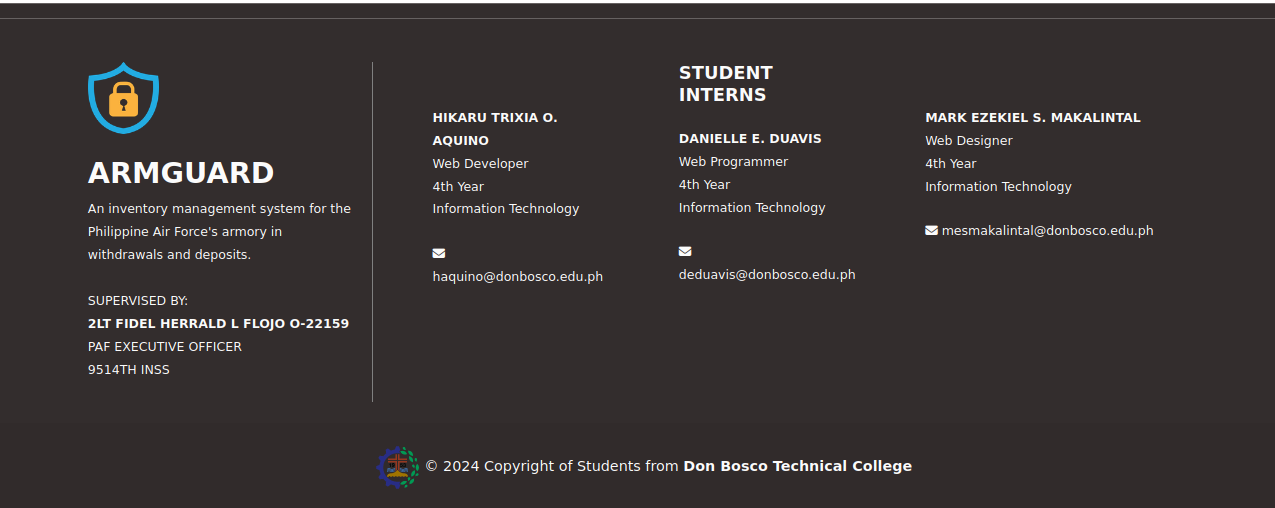 ARMGUARD
An inventory management system for the
Philippine Air Force's armory in
withdrawals and deposits.
SUPERVISED BY:
2LT FIDEL HERRALD L FLOJO O-22159
PAF EXECUTIVE OFFICER
9514TH INSS
STUDENT
INTERNS
HIKARU TRIXIA O.
AQUINO
Web Developer
4th Year
Information Technology
haquino@donbosco.edu.ph
DANIELLE E. DUAVIS
Web Programmer
4th Year
Information Technology
deduavis@donbosco.edu.ph
MARK EZEKIEL S. MAKALINTAL
Web Designer
4th Year
Information Technology
mesmakalintal@donbosco.edu.ph
© 2024 Copyright of Students from Don Bosco Technical College